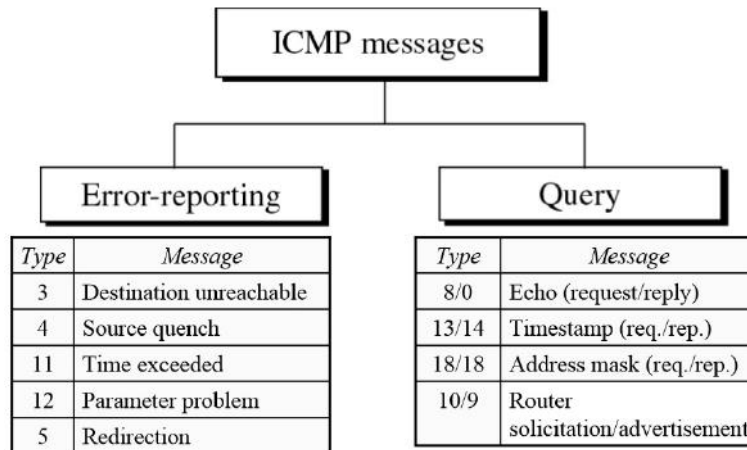 ICMP messages
Error-reporting
Type Message
3 Destination unreachable
4 Source quench
11 Time exceeded
12 Parameter problem
5 Redirection
Query
Type Message
8/0 Echo (request/reply)
13/14 Timestamp (req./rep.)
18/18 Address mask (req./rep.)
10/9 Router
solicitation/advertisement